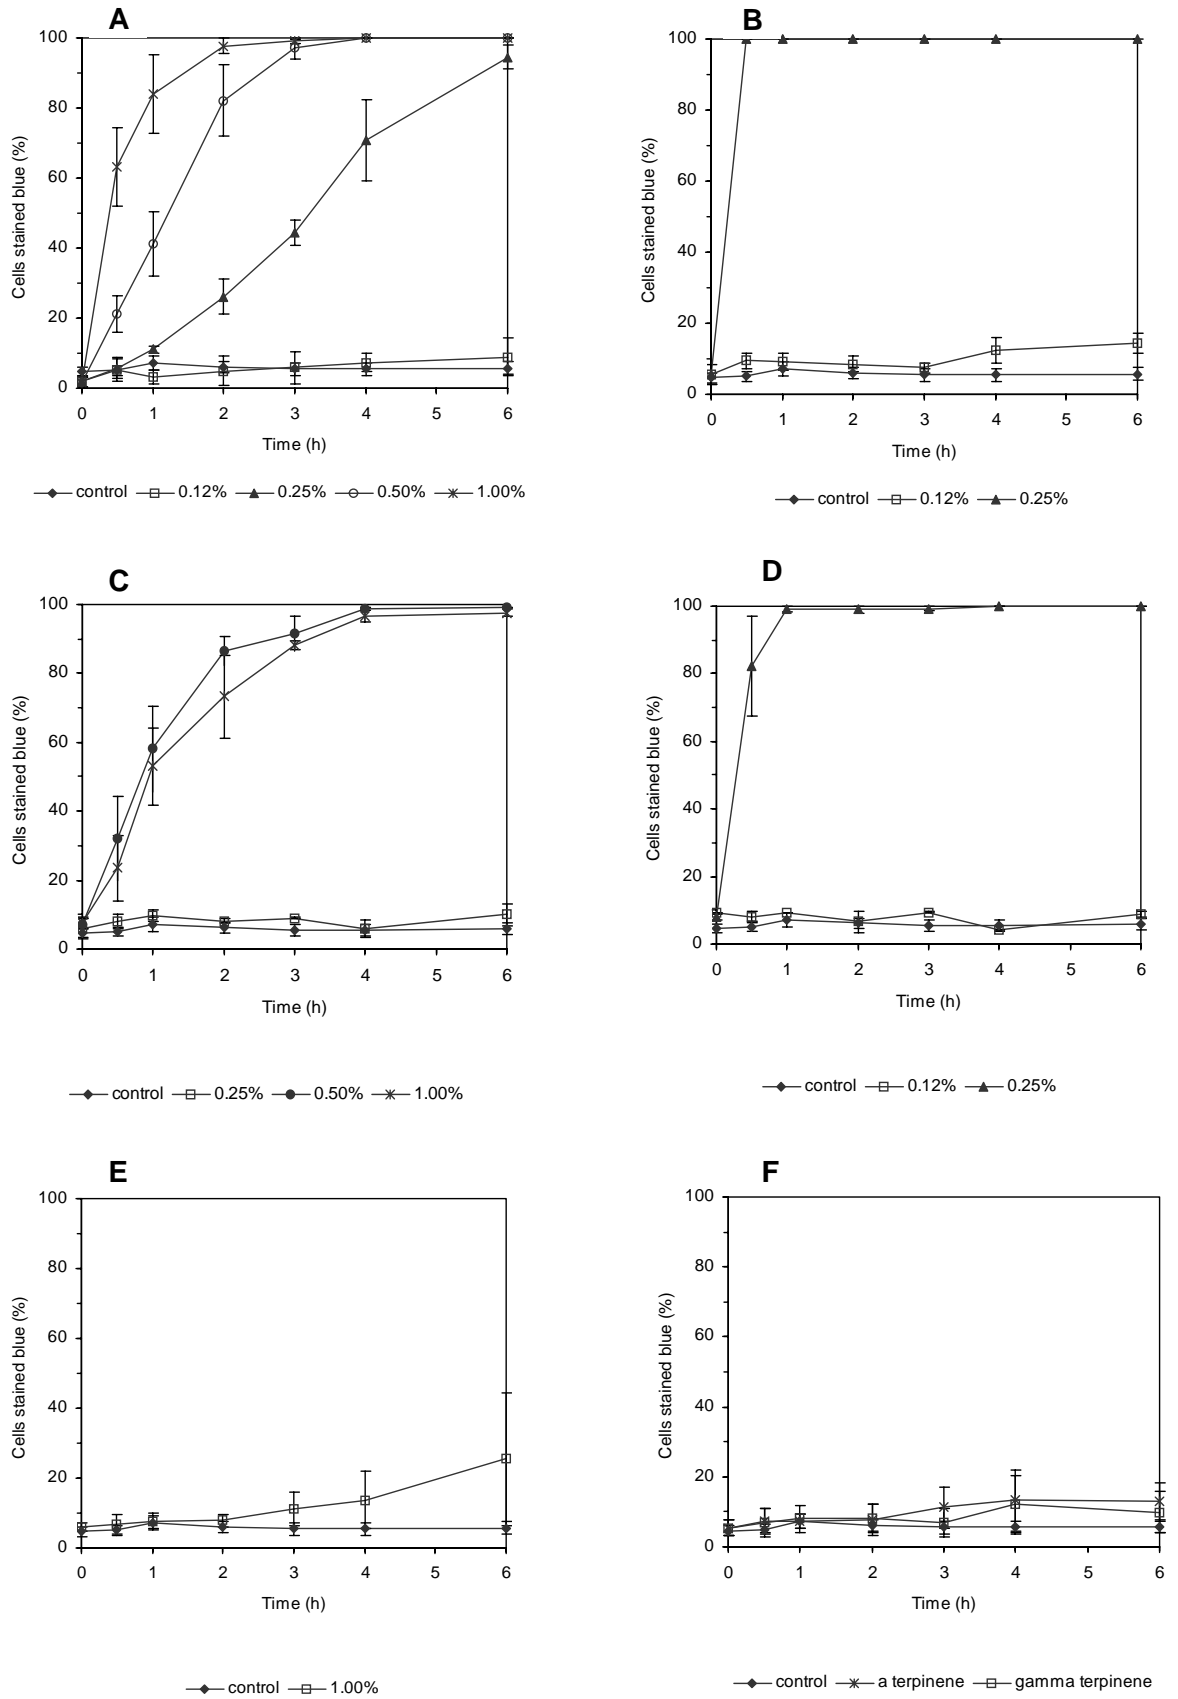 A
100
80
60
40
20
0
Cells stained blue (%)
0 1 2 3 4 5 6
Time (h)
control 0.12% 0.25% 0.50% 1.00%
B
100
80
60
40
20
0
Cells stained blue (%)
0 1 2 3 4 5 6
Time (h)
control 0.12% 0.25%
C
100
80
60
40
20
0
Cells stained blue (%)
0 1 2 3 4 5 6
Time (h)
control 0.25% 0.50% 1.00%
D
100
80
60
40
20
0
Cells stained blue (%)
0 1 2 3 4 5 6
Time (h)
control 0.12% 0.25%
E
100
80
60
40
20
0
Cells stained blue (%)
0 1 2 3 4 5 6
Time (h)
control 1.00%
F
100
80
60
40
20
0
Cells stained blue (%)
0 1 2 3 4 5 6
Time (h)
control a terpinene gamma terpinene